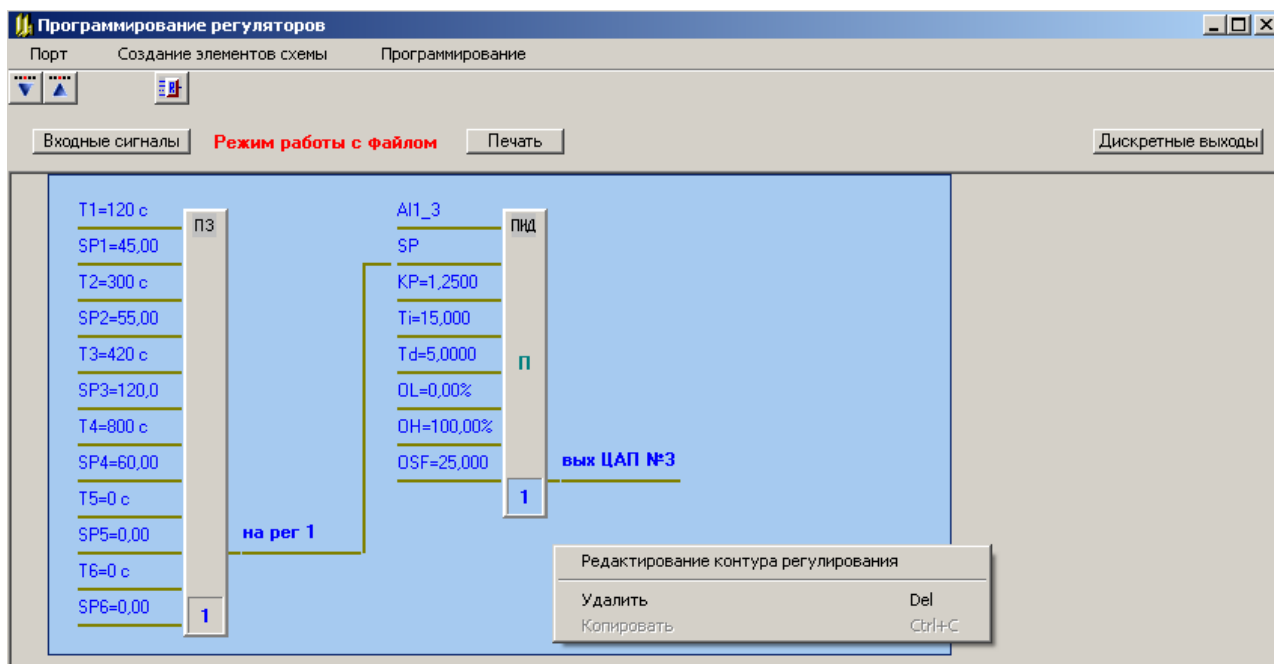 Программирование регуляторов
Порт Создание элементов схемы Программирование
Входные сигналы Режим работы с файлом Печать Дискретные выходы
T1=120 с
SP1=45,00
T2=300 с
SP2=55,00
T3=420 с
SP3=120,0
T4=800 с
SP4=60,00
T5=0 с
SP5=0,00
T6=0 с
SP6=0,00
ПЗ
1
на рег 1
AI1_3
SP
KP=1,2500
Ti=15,000
Td=5,0000
OL=0,00%
OH=100,00%
OSF=25,000
ПИД
П
1
вых ЦАП №3
Редактирование контура регулирования
Удалить Del
Копировать Ctrl+C